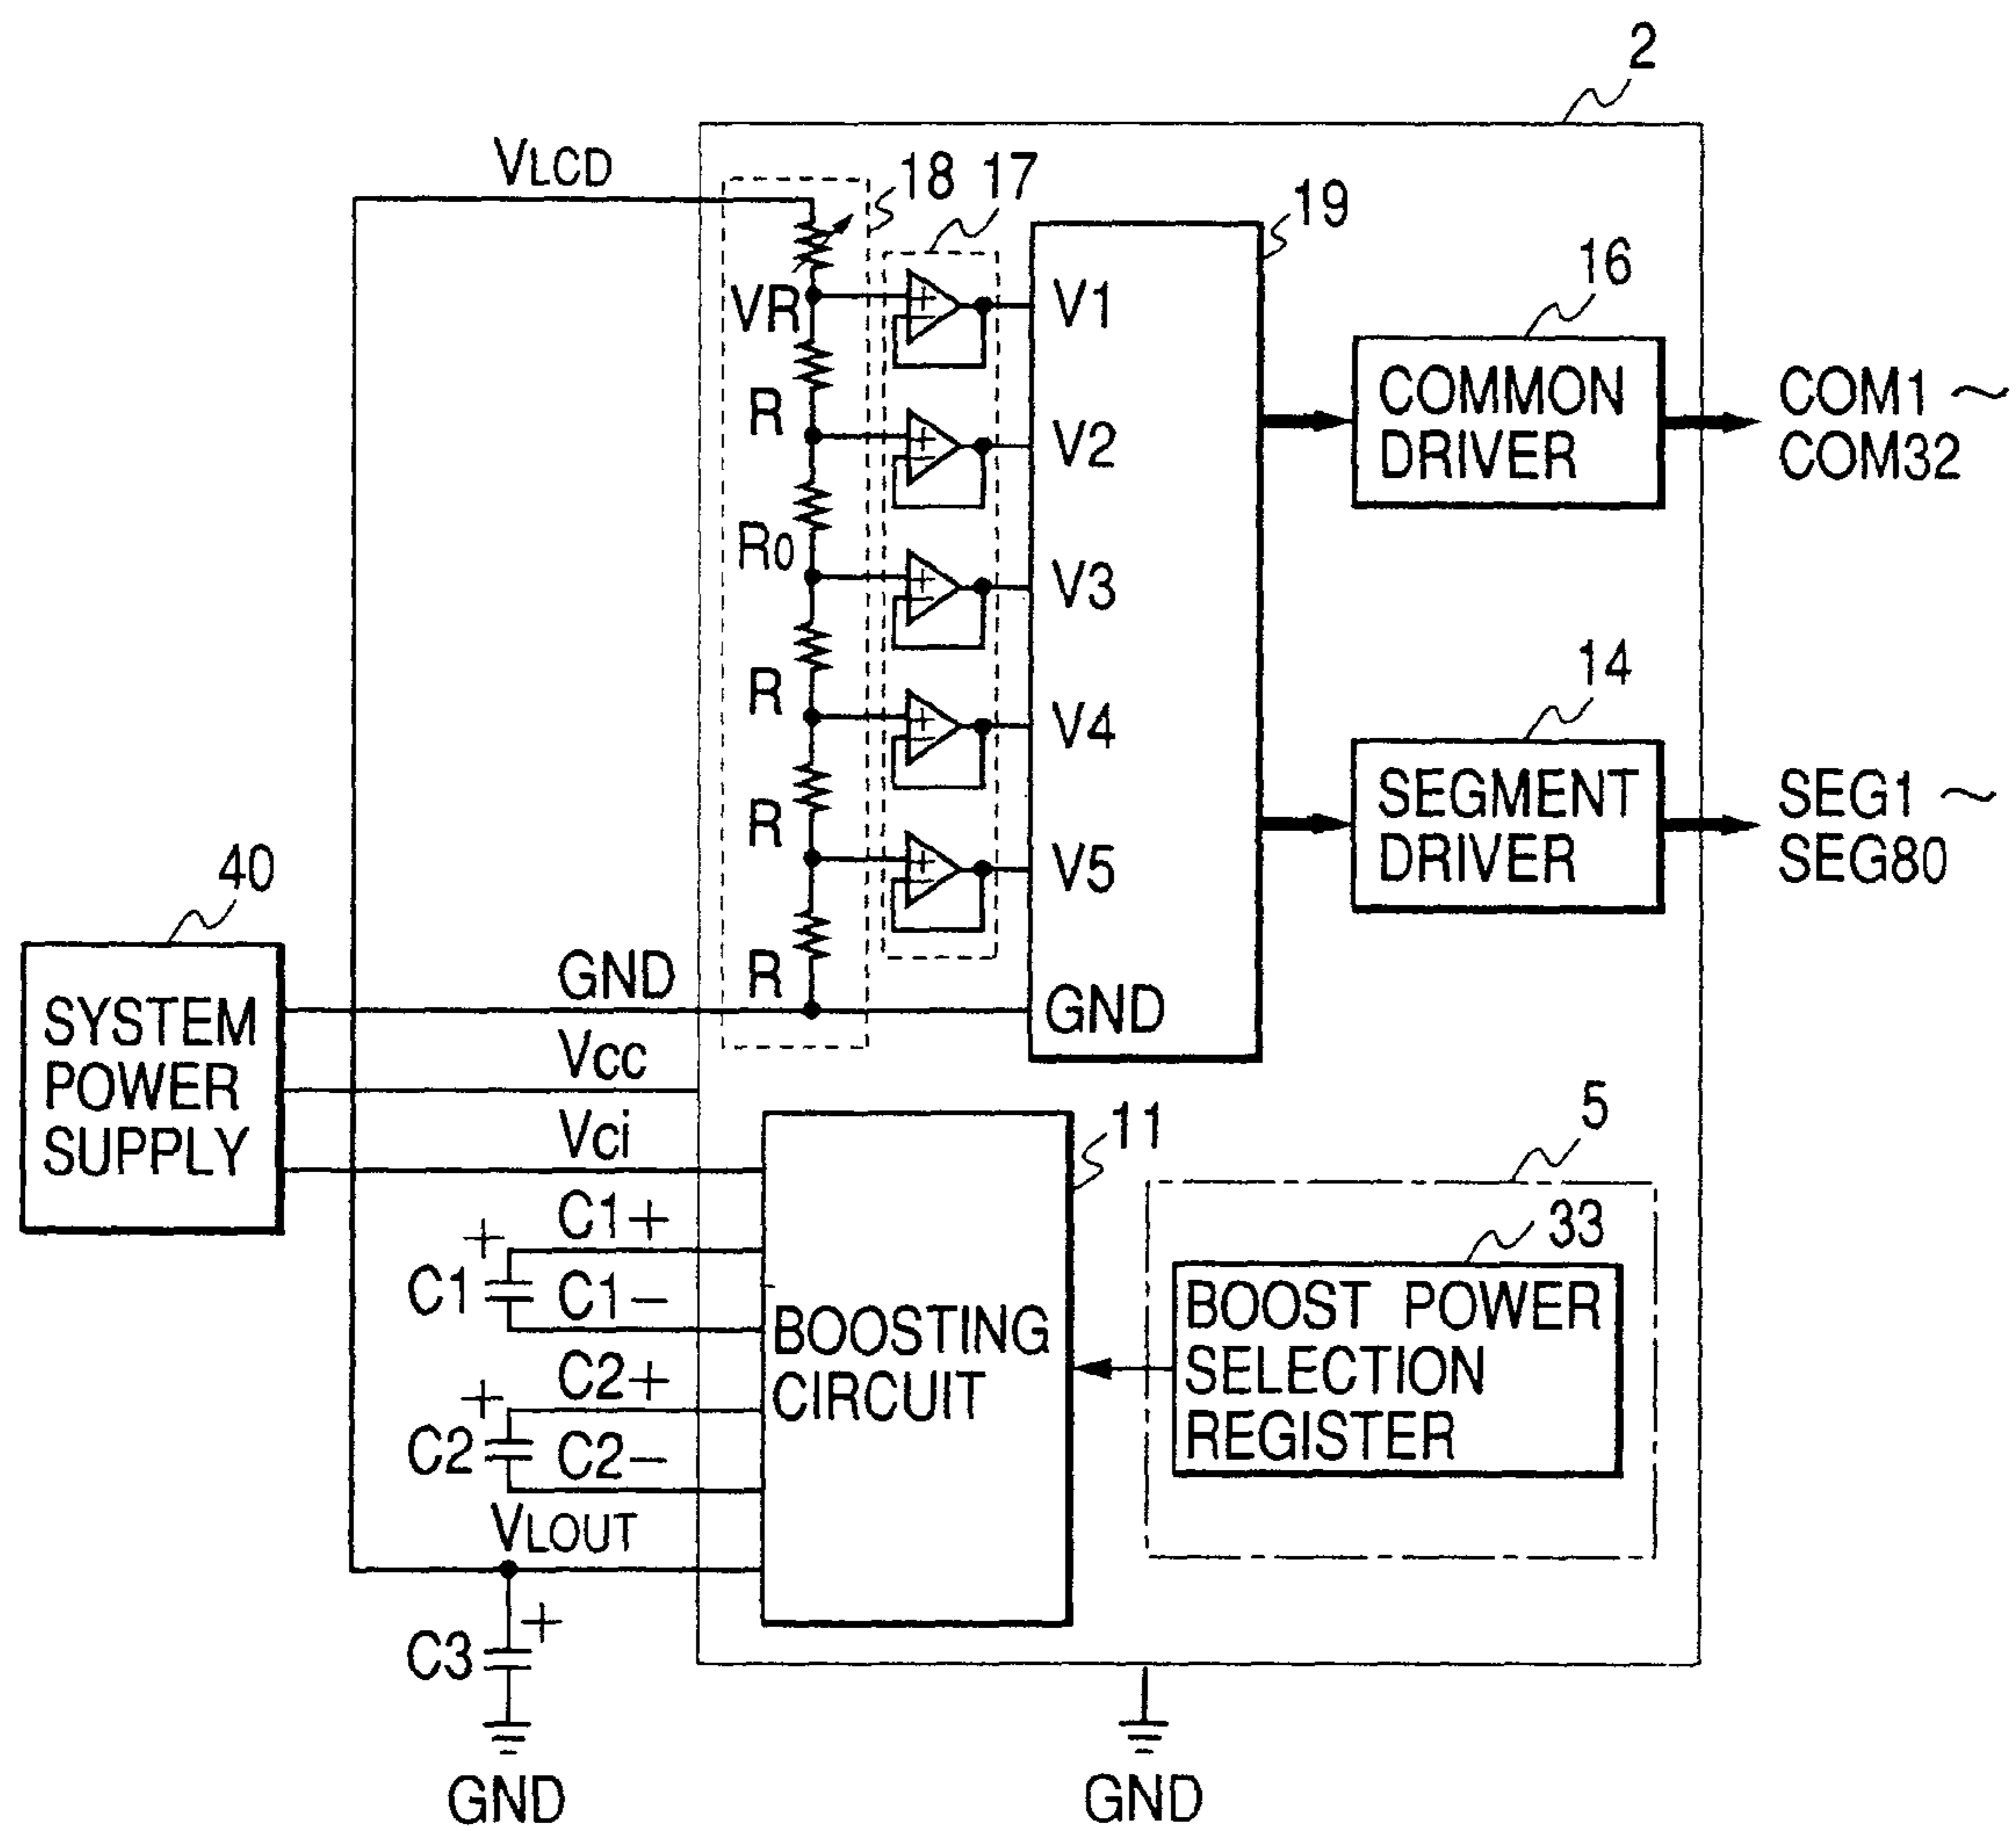 2
VLCD
18
17
19
VR
V1
16
COMMON
DRIVER
COM1 ~
COM32
R
V2
R0
V3
R
V4
14
SEGMENT
DRIVER
SEG1 ~
SEG80
R
V5
40
SYSTEM
POWER
SUPPLY
GND
R
GND
Vcc
Vci
11
5
33
C1+
+
C1
C1−
BOOSTING
CIRCUIT
BOOST POWER
SELECTION
REGISTER
C2+
+
C2
C2−
VLOUT
+
C3
GND
GND